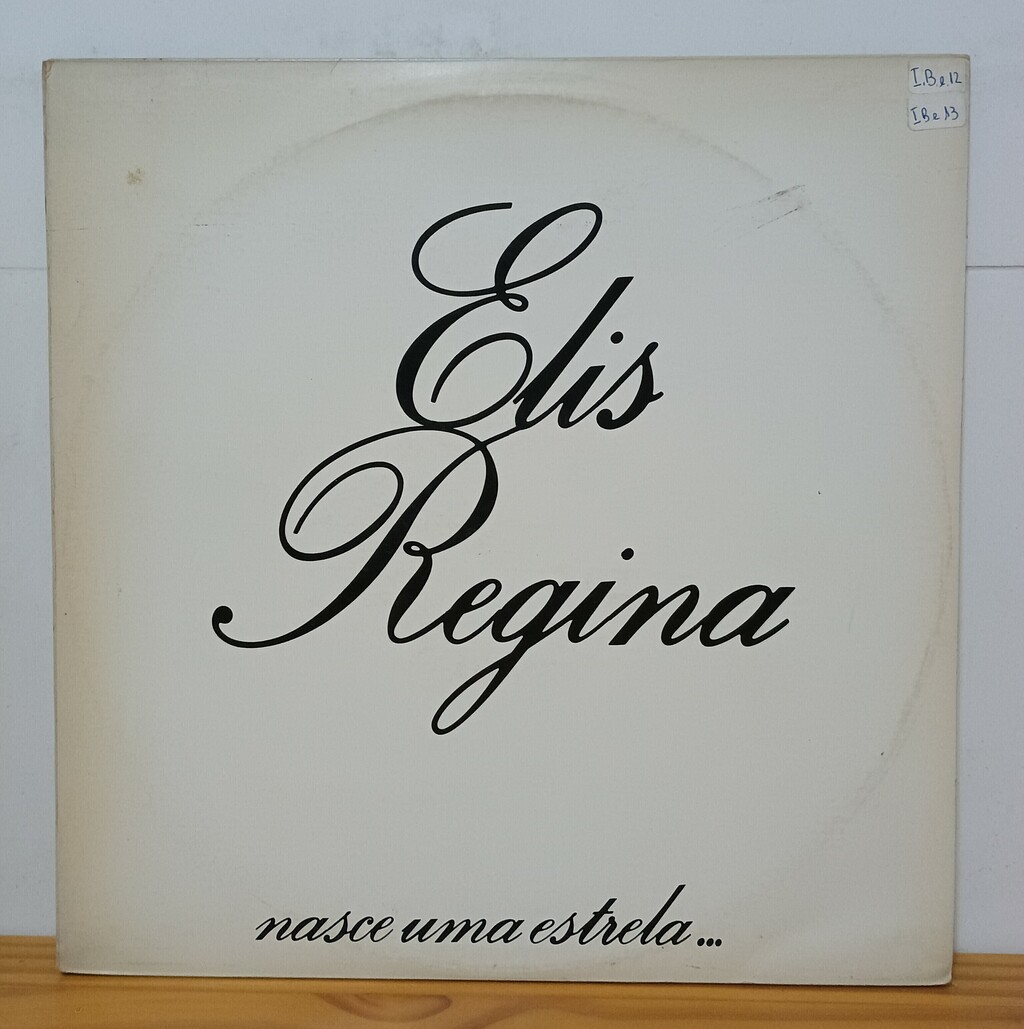 I.B.e.12
I.B e 13
Elis
Regina
nasce uma estrela...